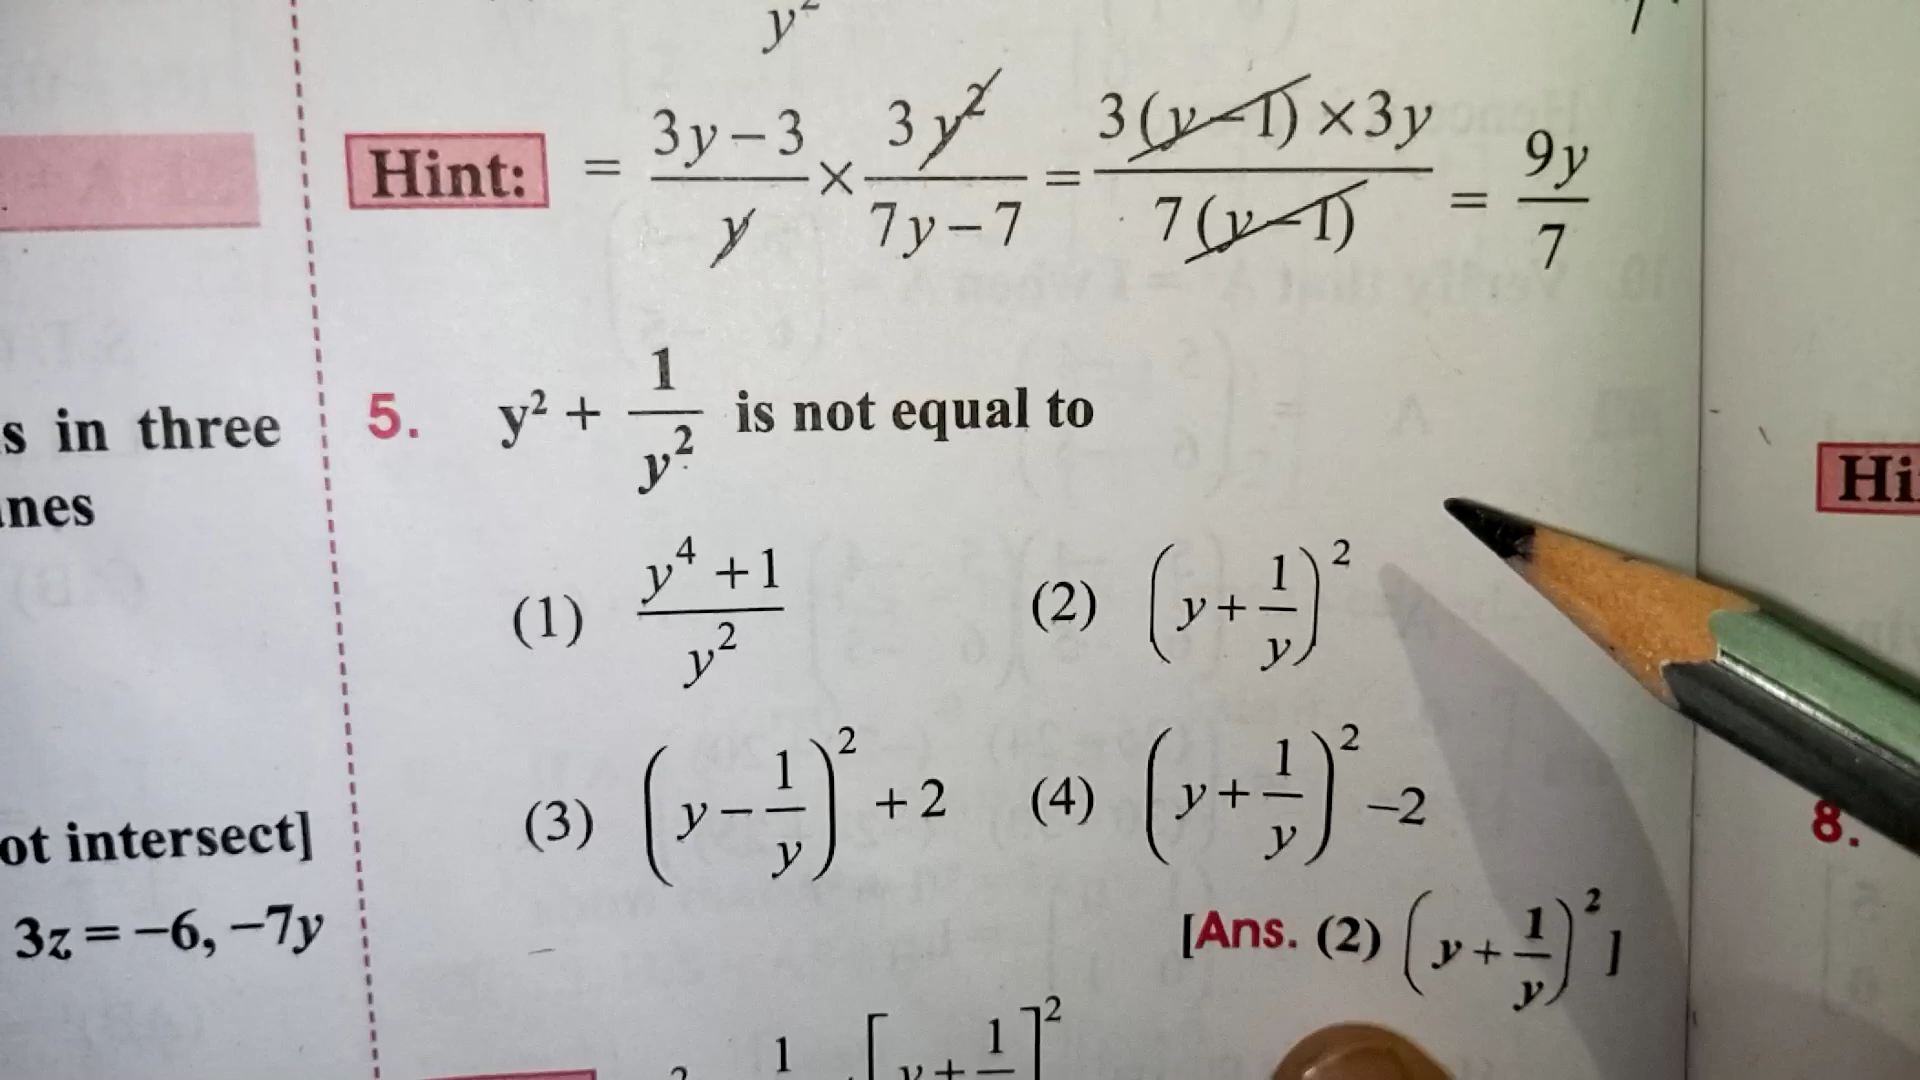 y²
Hint: = (3y – 3)/y × 3y²/(7y – 7) = (3(y–1) × 3y)/(7(y–1)) = 9y/7
s in three
nes
5. y² + 1/y² is not equal to
(1) (y⁴ + 1)/y² (2) (y + 1/y)²
(3) (y – 1/y)² + 2 (4) (y + 1/y)² – 2
[Ans. (2) (y + 1/y)²]
ot intersect]
3z = –6, –7y
Hi
8.